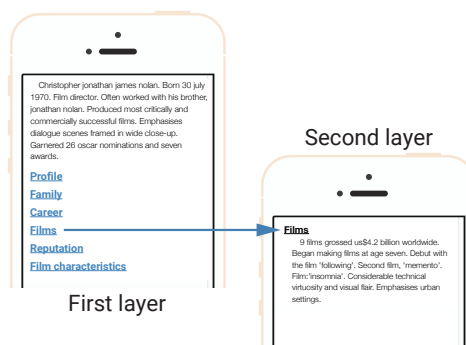 Christopher jonathan james nolan. Born 30 july
1970. Film director. Often worked with his brother,
jonathan nolan. Produced most critically and
commercially successful films. Emphasises
dialogue scenes framed in wide close-up.
Garnered 26 oscar nominations and seven
awards.
Profile
Family
Career
Films
Reputation
Film characteristics
First layer
Second layer
Films
9 films grossed us$4.2 billion worldwide.
Began making films at age seven. Debut with
the film 'following'. Second film, 'memento'.
Film:'insomnia'. Considerable technical
virtuosity and visual flair. Emphasises urban
settings.